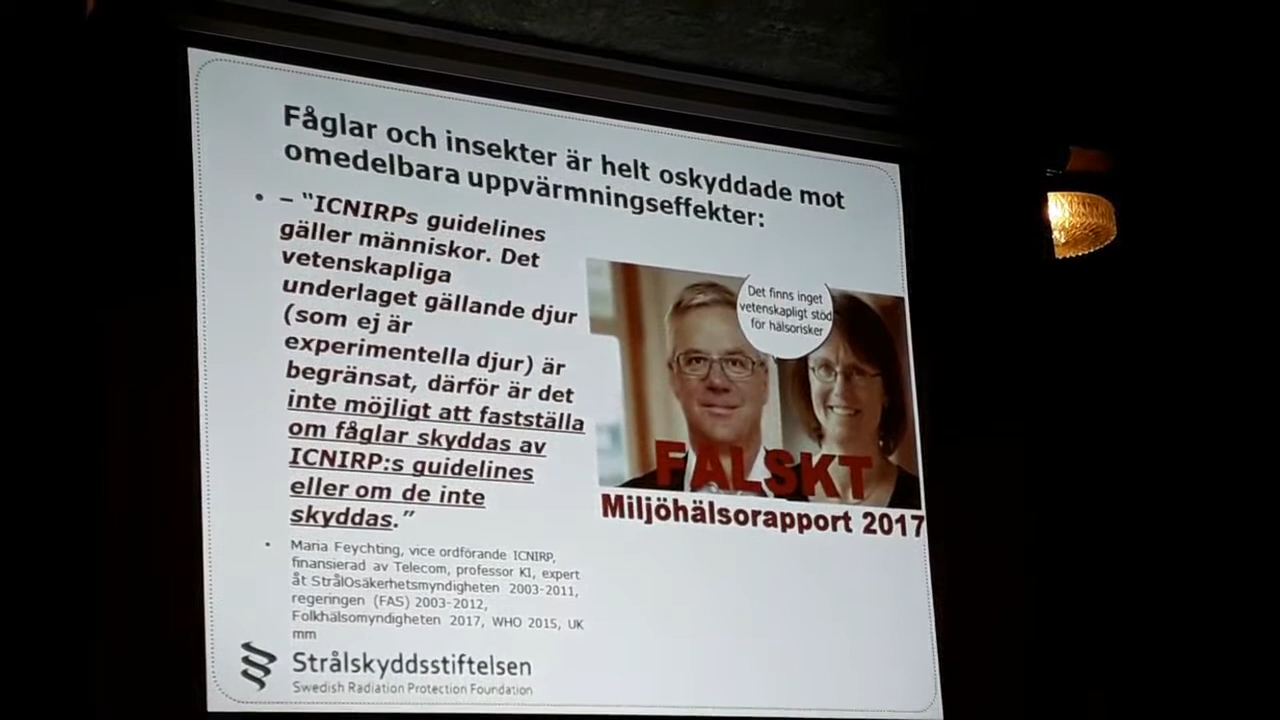 Fåglar och insekter är helt oskyddade mot
omedelbara uppvärmningseffekter:
• – "ICNIRPs guidelines
gäller människor. Det
vetenskapliga
underlaget gällande djur
(som ej är
experimentella djur) är
begränsat, därför är det
inte möjligt att fastställa
om fåglar skyddas av
ICNIRP:s guidelines
eller om de inte
skyddas."
• Maria Feychting, vice ordförande ICNIRP,
finansierad av Telecom, professor KI, expert
åt StrålOsäkerhetsmyndigheten 2003-2011,
regeringen (FAS) 2003-2012,
Folkhälsomyndigheten 2017, WHO 2015, UK
mm
Det finns inget
vetenskapligt stöd
för hälsorisker
FALSKT
Miljöhälsorapport 2017
Strålskyddsstiftelsen
Swedish Radiation Protection Foundation